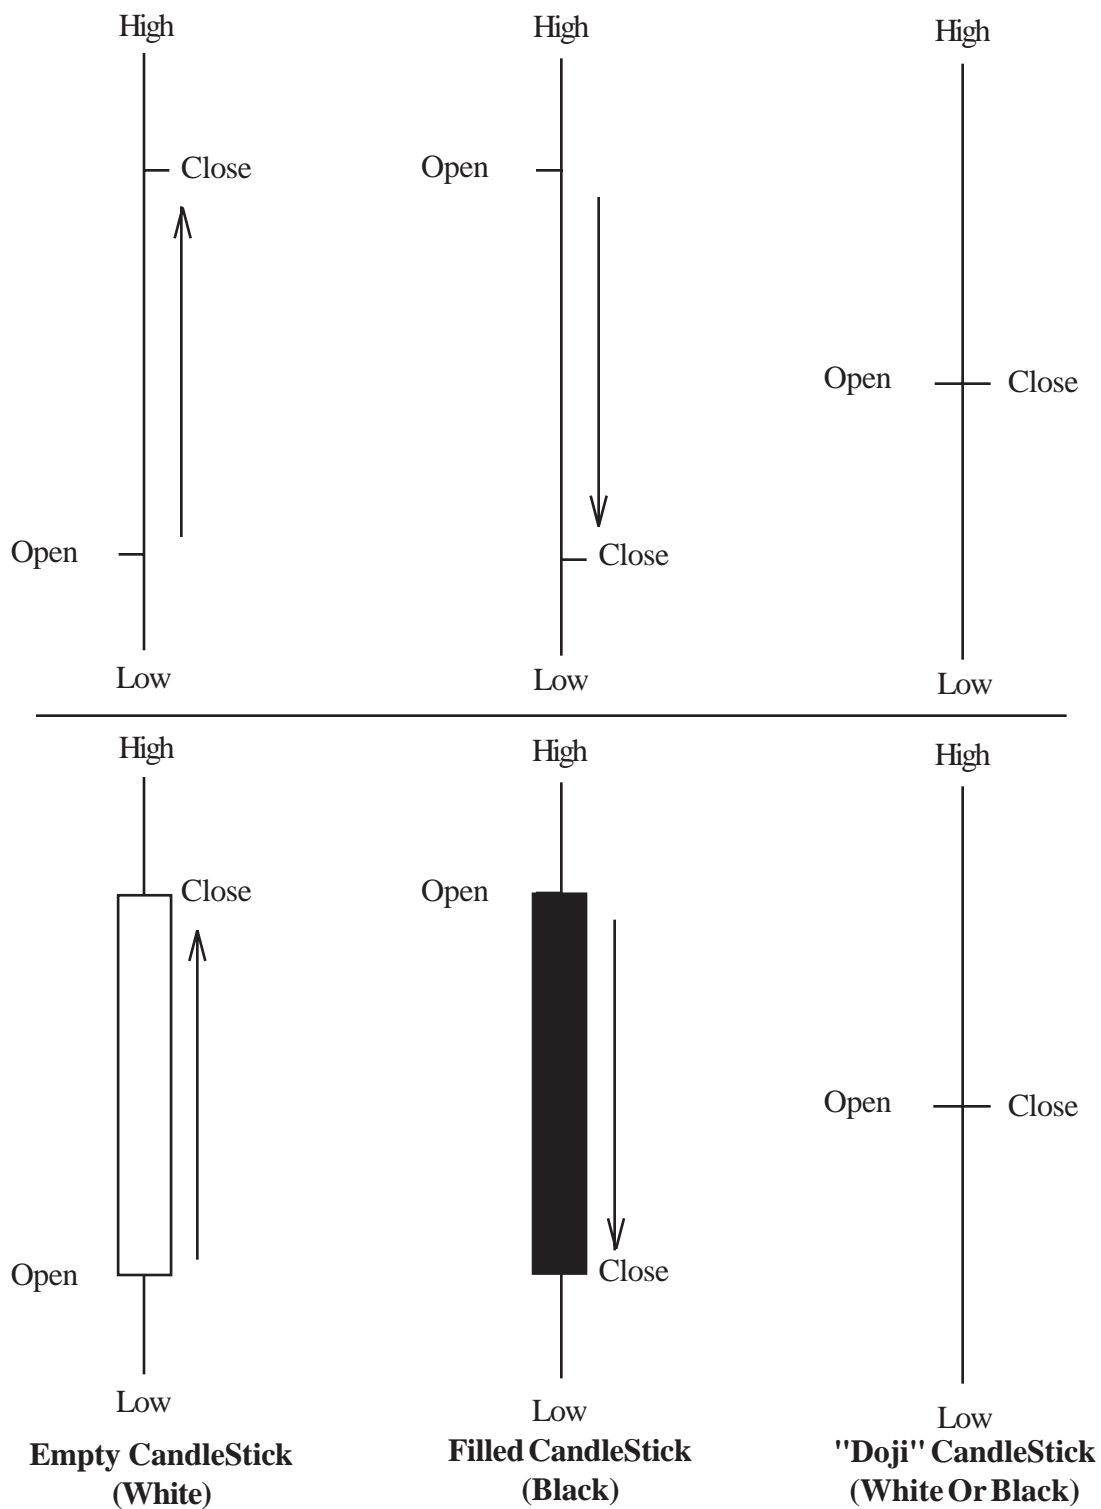 High
High
High
Close
Open
Open
Close
Open
Close
Low
Low
Low
High
High
High
Close
Open
Open
Close
Open
Close
Low
Low
Low
Empty CandleStick
(White)
Filled CandleStick
(Black)
"Doji" CandleStick
(White Or Black)